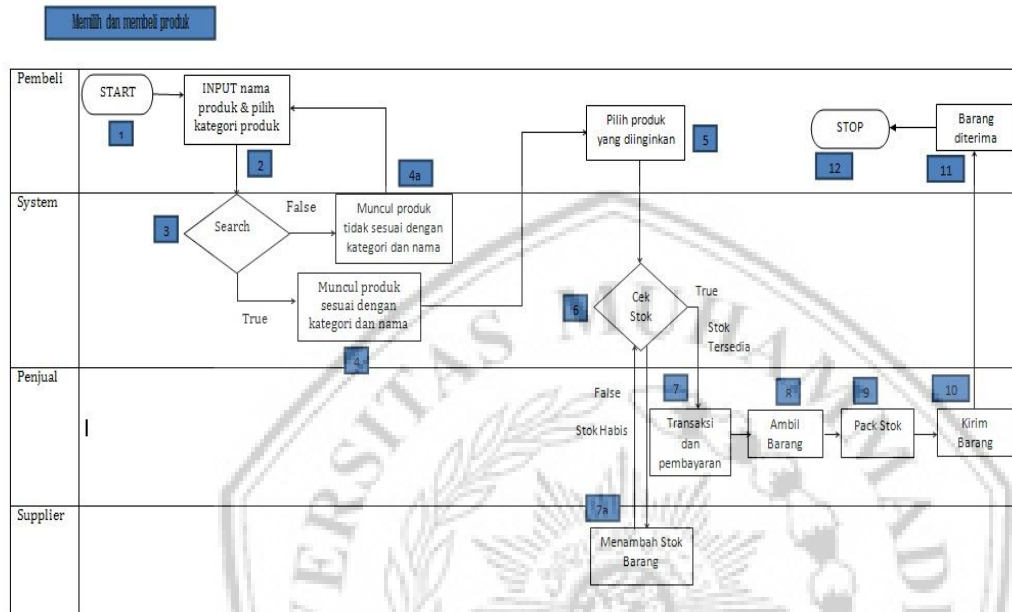 Memilih dan membeli produk
Pembeli
START
1
INPUT nama
produk & pilih
kategori produk
2
4a
Pilih produk
yang diinginkan
5
STOP
12
Barang
diterima
11
System
3
Search
False
Muncul produk
tidak sesuai dengan
kategori dan nama
True
Muncul produk
sesuai dengan
kategori dan nama
4
6
Cek
Stok
True
Stok
Tersedia
Penjual
False
Stok Habis
7
Transaksi
dan
pembayaran
8
Ambil
Barang
9
Pack Stok
10
Kirim
Barang
Supplier
7a
Menambah Stok
Barang
ERSITAS MUHAMMAD